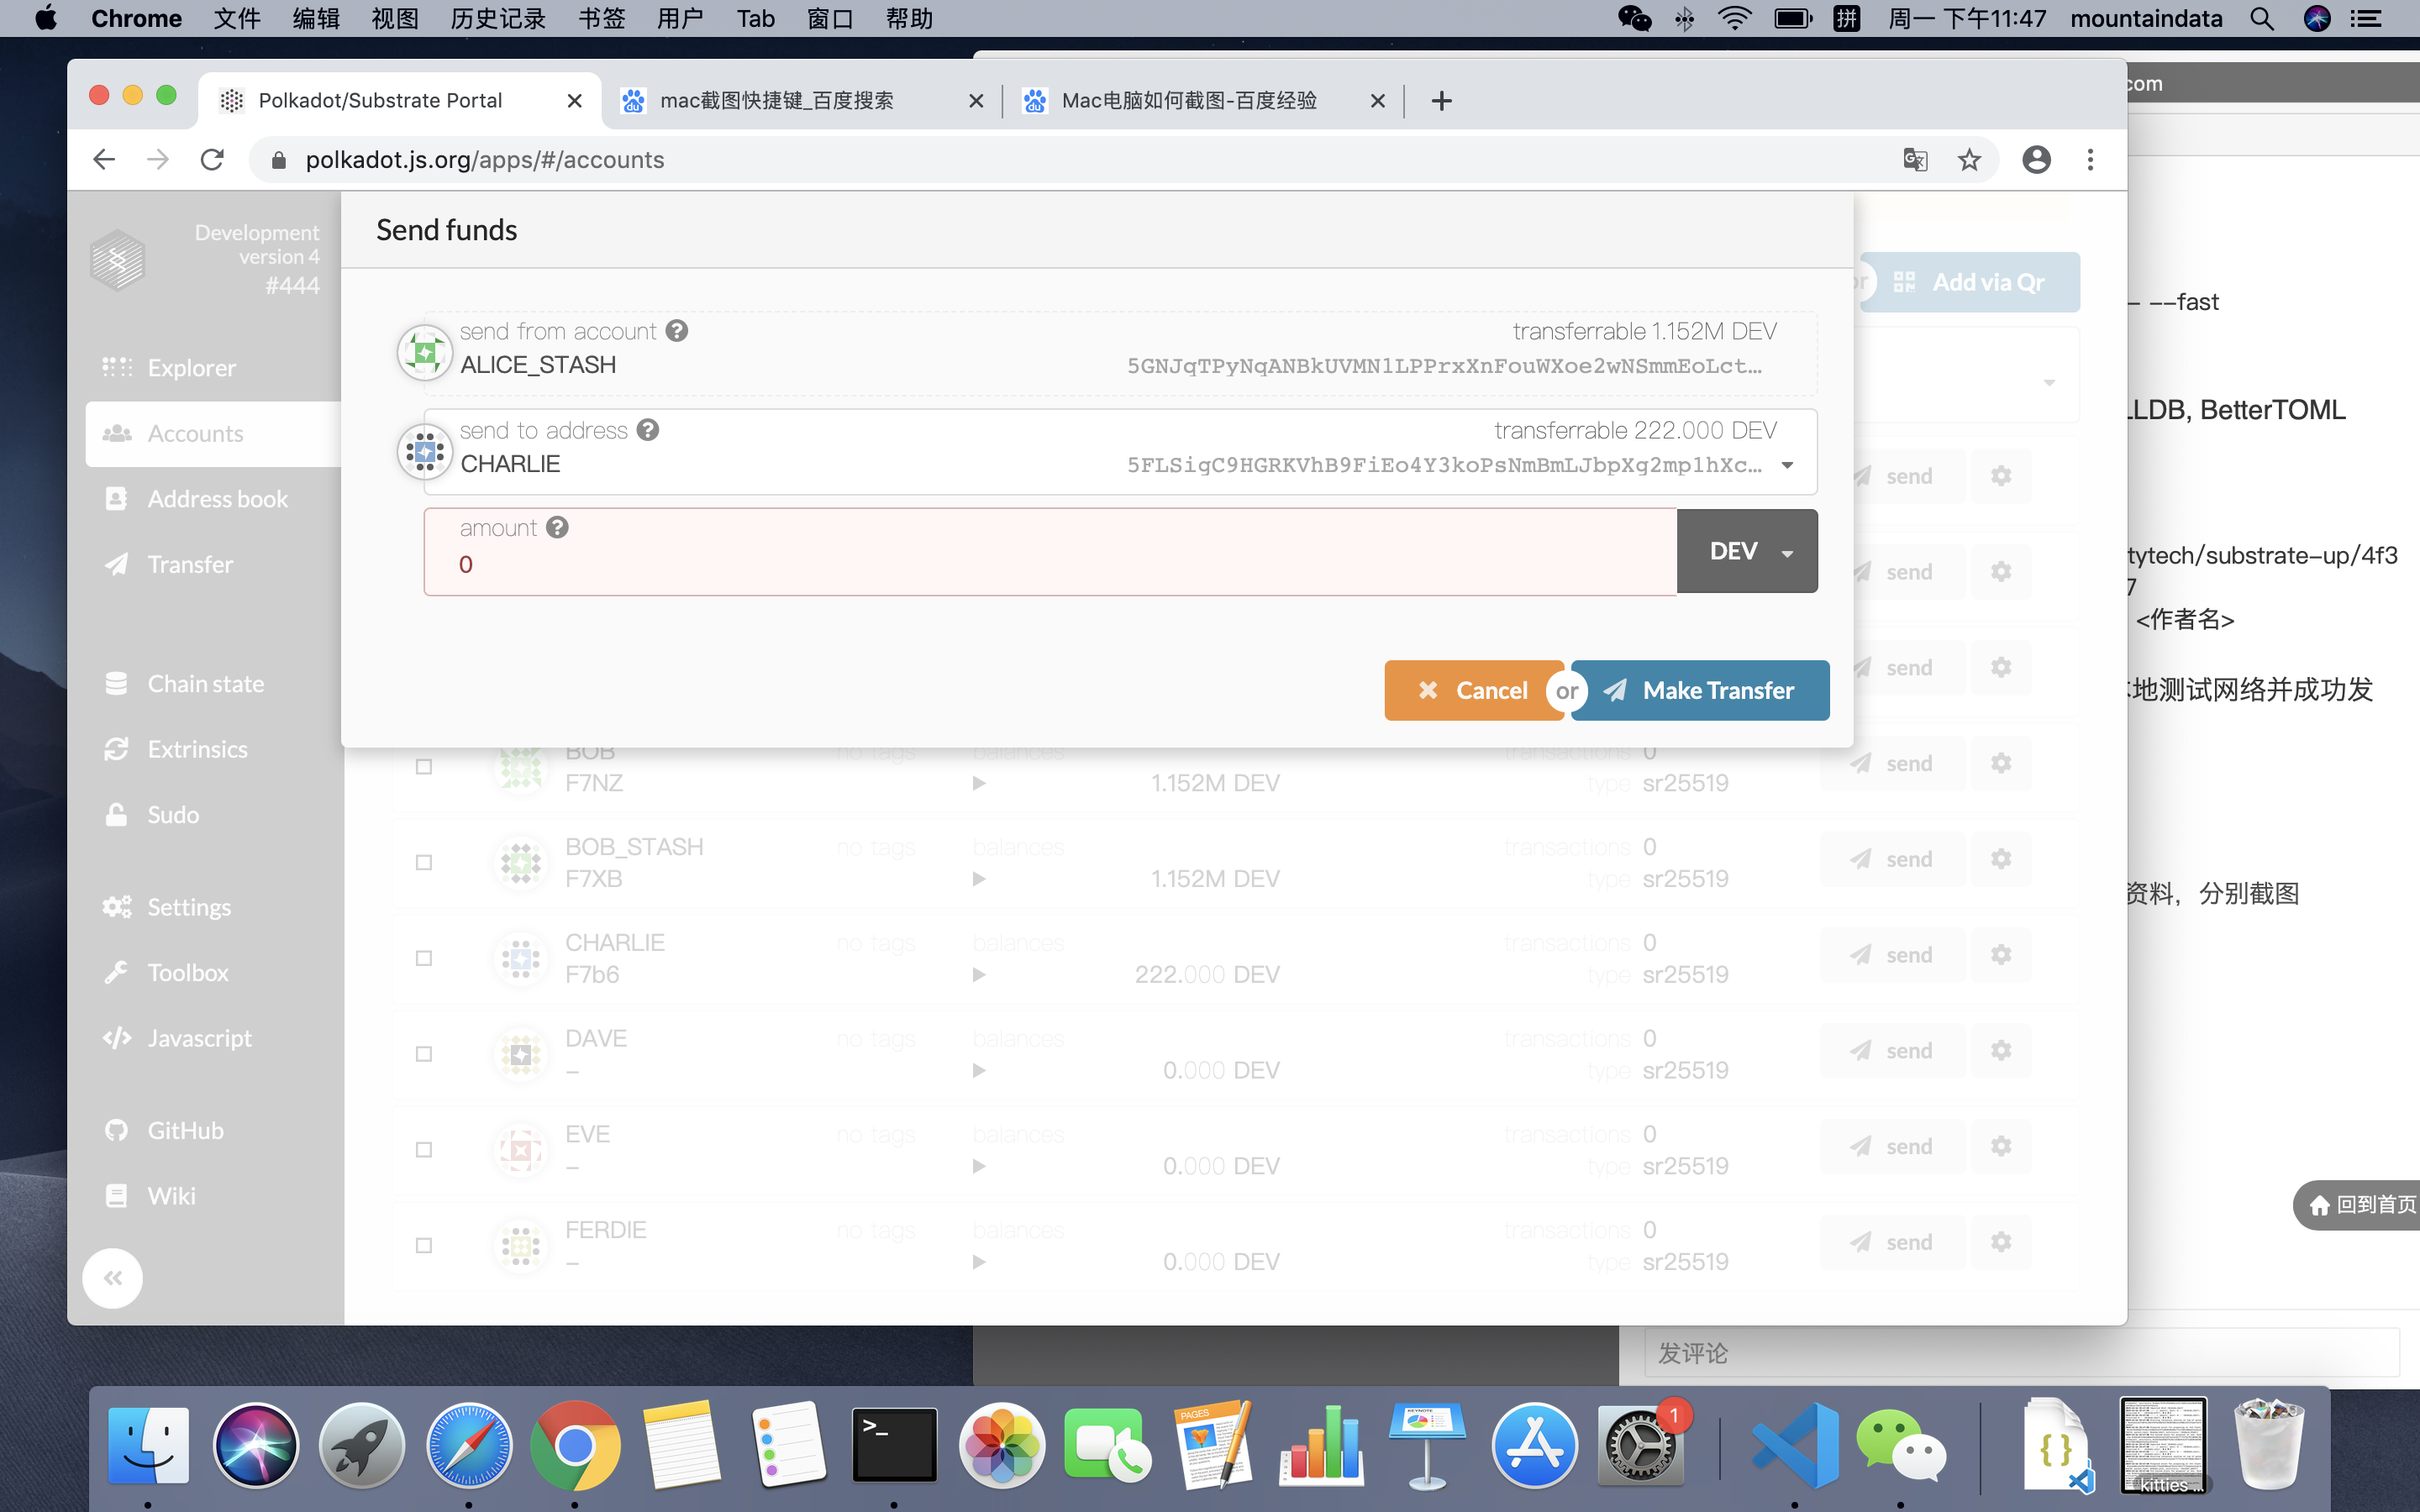 Chrome 文件 编辑 视图 历史记录 书签 用户 Tab 窗口 帮助 拼 周一 下午11:47 mountaindata
Polkadot/Substrate Portal
mac截图快捷键_百度搜索
Mac电脑如何截图-百度经验
polkadot.js.org/apps/#/accounts
Development
version 4
#444
Explorer
Accounts
Address book
Transfer
Chain state
Extrinsics
Sudo
Settings
Toolbox
Javascript
GitHub
Wiki
Send funds
send from account
transferrable 1.152M DEV
ALICE_STASH
5GNJqTPyNqANBkUVMN1LPPrxXnFouWXoe2wNSmmEoLct...
send to address
transferrable 222.000 DEV
CHARLIE
5FLSigC9HGRKVhB9FiEo4Y3koPsNmBmLJbpXg2mp1hXc...
amount
0
DEV
Cancel
or
Make Transfer
or
Add via Qr
send
send
send
BOB no tags balances transactions 0
F7NZ 1.152M DEV type sr25519
send
BOB_STASH no tags balances transactions 0
F7XB 1.152M DEV type sr25519
send
CHARLIE no tags balances transactions 0
F7b6 222.000 DEV type sr25519
send
DAVE no tags balances transactions 0
– 0.000 DEV type sr25519
send
EVE no tags balances transactions 0
– 0.000 DEV type sr25519
send
FERDIE no tags balances transactions 0
– 0.000 DEV type sr25519
send
com
– --fast
LLDB, BetterTOML
tytech/substrate-up/4f3
7
<作者名>
本地测试网络并成功发
资料，分别截图
回到首页
发评论
PAGES
KEYNOTE
1
kitties ...